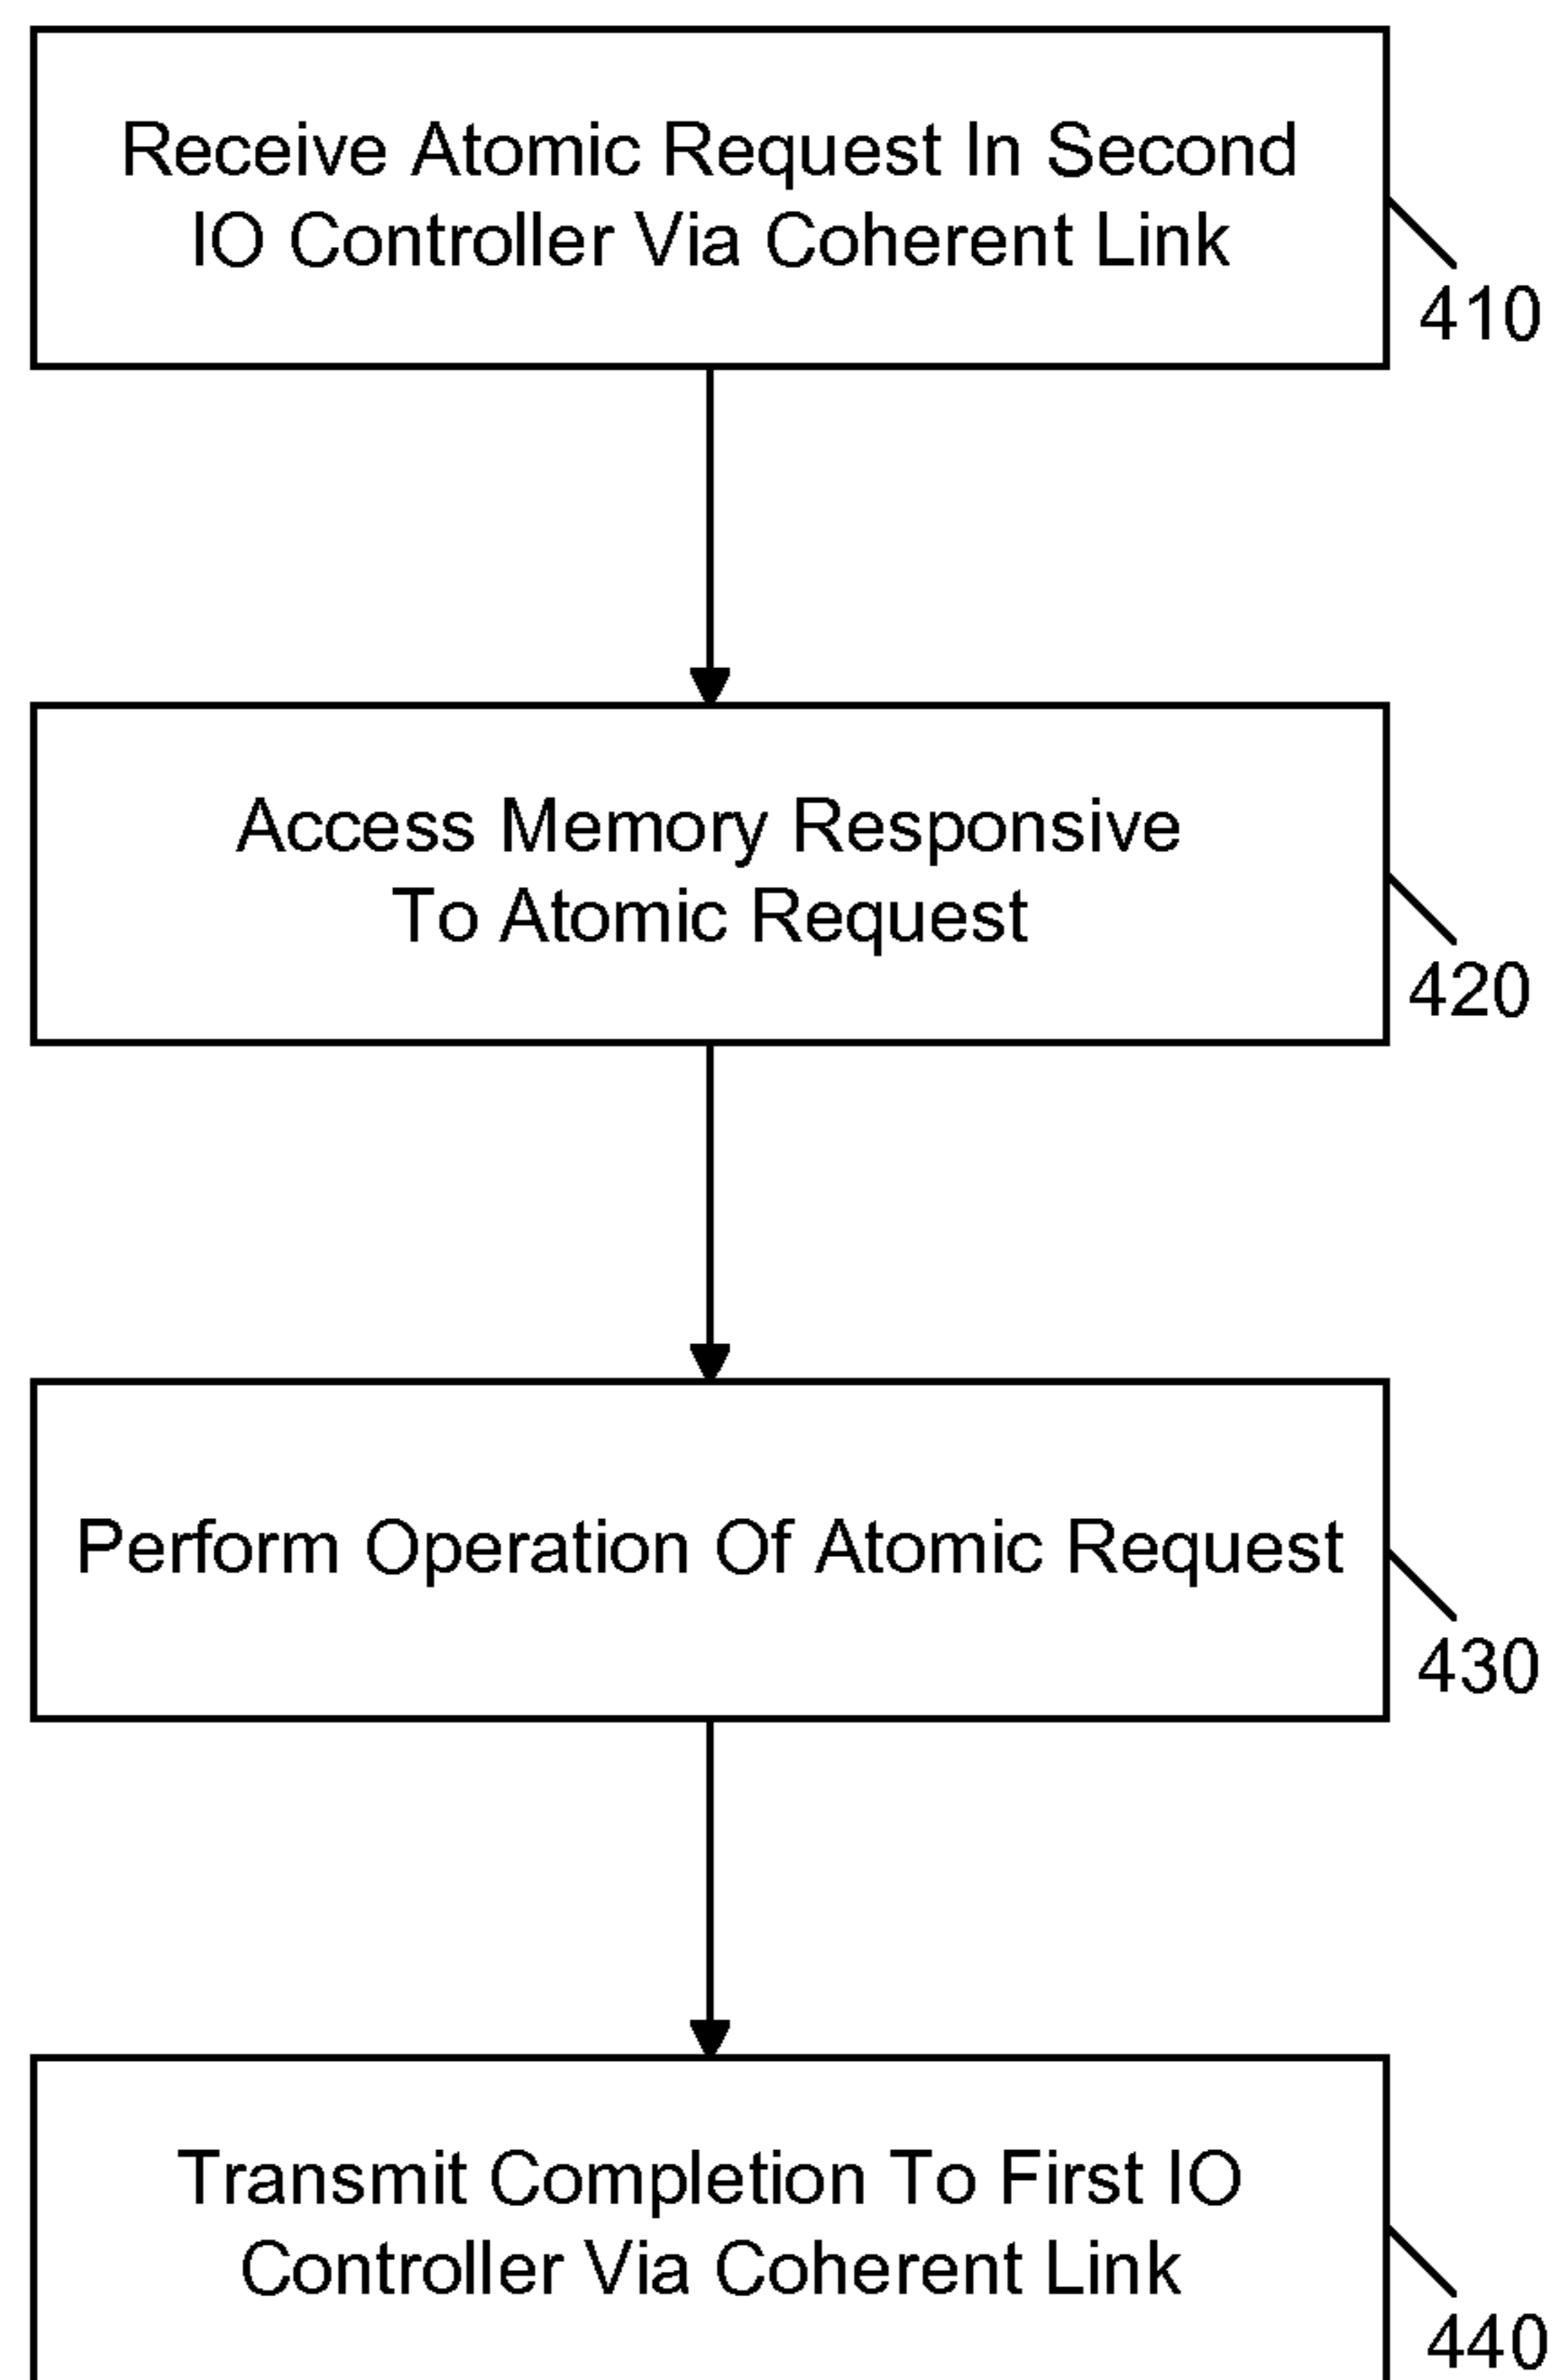 Receive Atomic Request In Second
IO Controller Via Coherent Link
410
Access Memory Responsive
To Atomic Request
420
Perform Operation Of Atomic Request
430
Transmit Completion To First IO
Controller Via Coherent Link
440